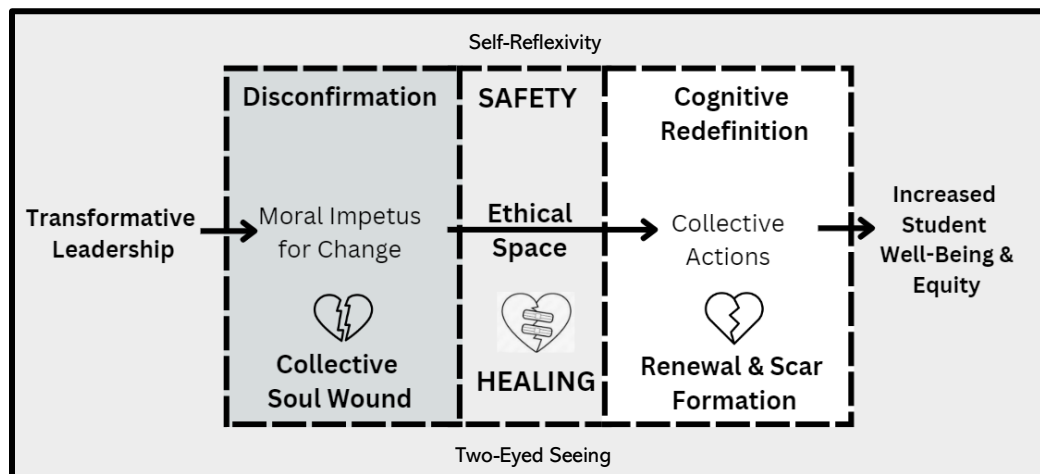 Self-Reflexivity
Disconfirmation
SAFETY
Cognitive
Redefinition
Transformative
Leadership
Moral Impetus
for Change
Ethical
Space
Collective
Actions
Increased
Student
Well-Being &
Equity
Collective
Soul Wound
HEALING
Renewal & Scar
Formation
Two-Eyed Seeing